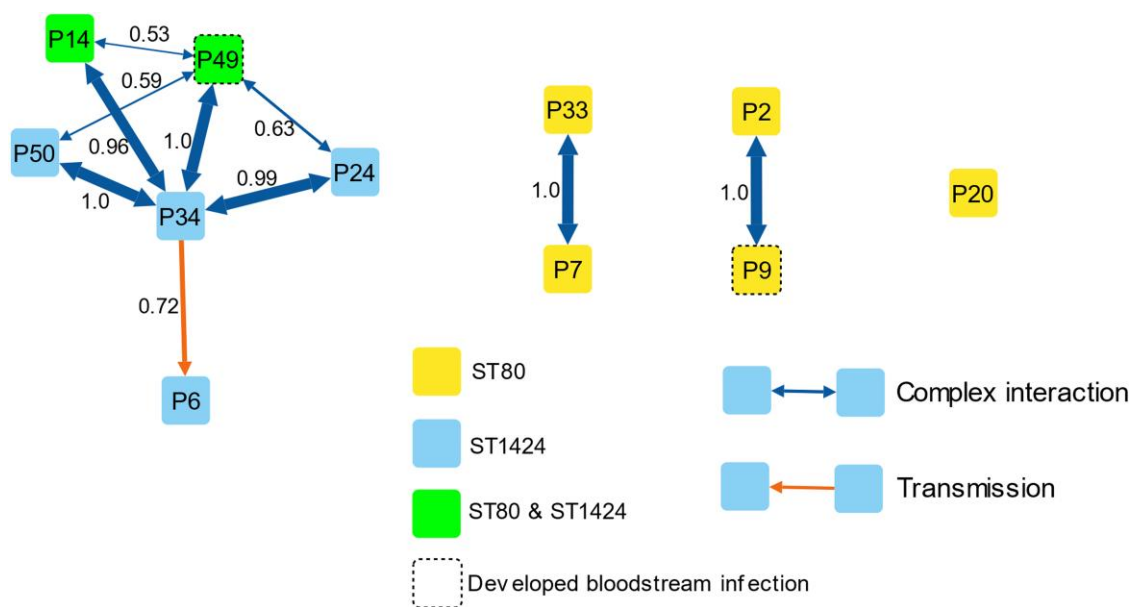 P14
0.53
P49
0.59
P50
0.96
1.0
0.63
P24
0.99
1.0
P34
0.72
P6
P33
1.0
P7
P2
1.0
P9
P20
ST80
ST1424
ST80 & ST1424
Developed bloodstream infection
Complex interaction
Transmission